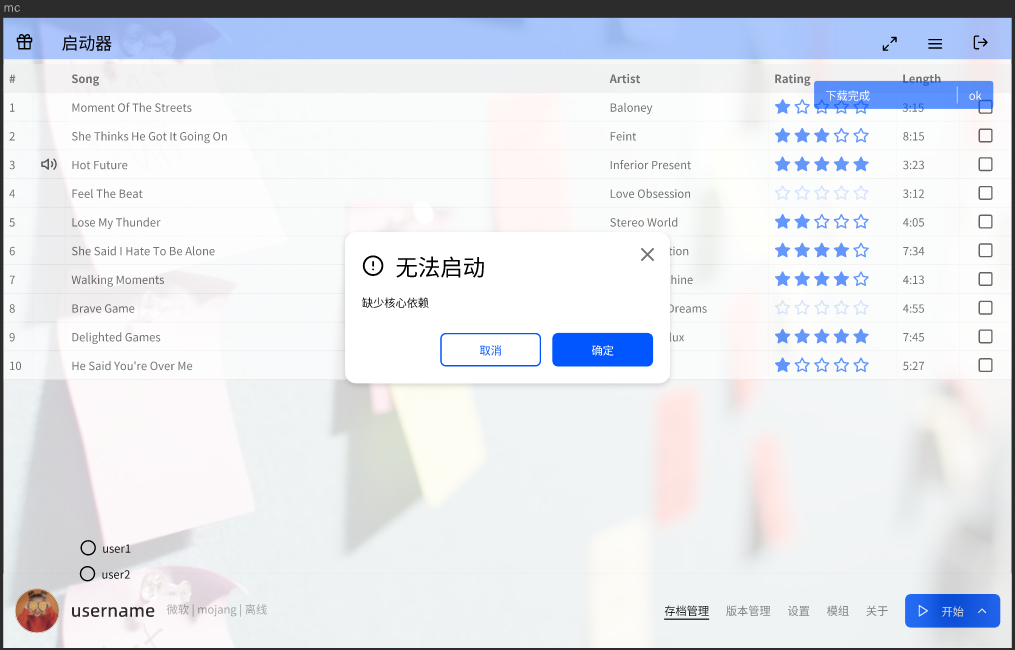 mc
启动器
# Song Artist Rating Length
下载完成 ok
1 Moment Of The Streets Baloney 3:15
2 She Thinks He Got It Going On Feint 8:15
3 Hot Future Inferior Present 3:23
4 Feel The Beat Love Obsession 3:12
5 Lose My Thunder Stereo World 4:05
6 She Said I Hate To Be Alone tion 7:34
7 Walking Moments hine 4:13
8 Brave Game Dreams 4:55
9 Delighted Games lux 7:45
10 He Said You're Over Me 5:27
无法启动
缺少核心依赖
取消 确定
user1
user2
username 微软 | mojang | 离线 存档管理 版本管理 设置 模组 关于 开始